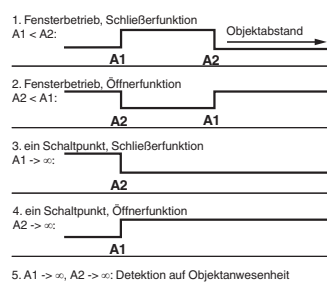 1. Fensterbetrieb, Schließerfunktion
A1 < A2:
Objektabstand
A1
A2
2. Fensterbetrieb, Öffnerfunktion
A2 < A1:
A2
A1
3. ein Schaltpunkt, Schließerfunktion
A1 -> ∞:
A2
4. ein Schaltpunkt, Öffnerfunktion
A2 -> ∞:
A1
5. A1 -> ∞, A2 -> ∞: Detektion auf Objektanwesenheit